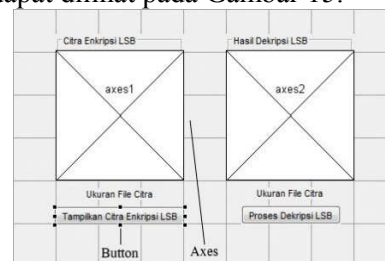 dapat dilihat pada Gambar 15.
Citra Enkripsi LSB
Hasil Dekripsi LSB
axes1
axes2
Ukuran File Citra
Ukuran File Citra
Tampilkan Citra Enkripsi LSB
Proses Dekripsi LSB
Button
Axes